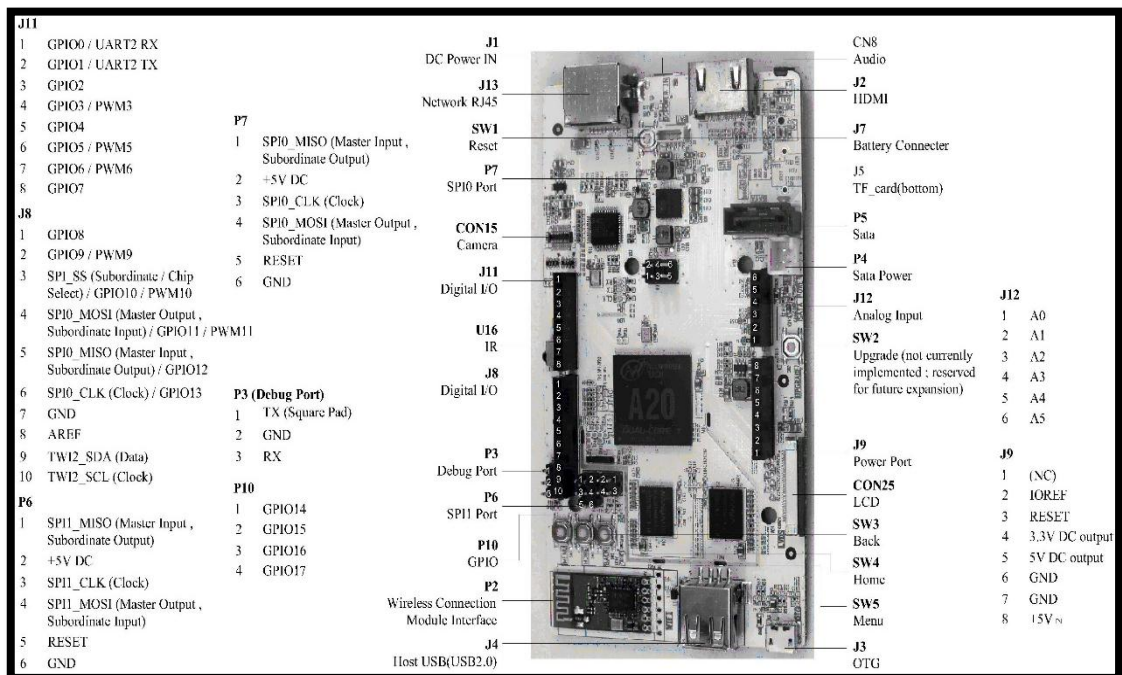 J11
1 GPIO0 / UART2 RX
2 GPIO1 / UART2 TX
3 GPIO2
4 GPIO3 / PWM3
5 GPIO4
6 GPIO5 / PWM5
7 GPIO6 / PWM6
8 GPIO7
J8
1 GPIO8
2 GPIO9 / PWM9
3 SPI_SS (Subordinate / Chip
Select) / GPIO10 / PWM10
4 SPI0_MOSI (Master Output ,
Subordinate Input) / GPIO11 / PWM11
5 SPI0_MISO (Master Input ,
Subordinate Output) / GPIO12
6 SPI0_CLK (Clock) / GPIO13
7 GND
8 AREF
9 TWI2_SDA (Data)
10 TWI2_SCL (Clock)
P6
1 SPI1_MISO (Master Input ,
Subordinate Output)
2 +5V DC
3 SPI1_CLK (Clock)
4 SPI1_MOSI (Master Output ,
Subordinate Input)
5 RESET
6 GND
P7
1 SPI0_MISO (Master Input ,
Subordinate Output)
2 +5V DC
3 SPI0_CLK (Clock)
4 SPI0_MOSI (Master Output ,
Subordinate Input)
5 RESET
6 GND
P3 (Debug Port)
1 TX (Square Pad)
2 GND
3 RX
P10
1 GPIO14
2 GPIO15
3 GPIO16
4 GPIO17
J1
DC Power IN
J13
Network RJ45
SW1
Reset
P7
SPI0 Port
CON15
Camera
J11
Digital I/O
U16
IR
J8
Digital I/O
P3
Debug Port
P6
SPI1 Port
P10
GPIO
P2
Wireless Connection
Module Interface
J4
Host USB(USB2.0)
A20
CN8
Audio
J2
HDMI
J7
Battery Connecter
J5
TF_card(bottom)
P5
Sata
P4
Sata Power
J12
Analog Input
SW2
Upgrade (not currently
implemented ; reserved
for future expansion)
J9
Power Port
CON25
LCD
SW3
Back
SW4
Home
SW5
Menu
J3
OTG
J12
1 A0
2 A1
3 A2
4 A3
5 A4
6 A5
J9
1 (NC)
2 IOREF
3 RESET
4 3.3V DC output
5 5V DC output
6 GND
7 GND
8 +5V ~